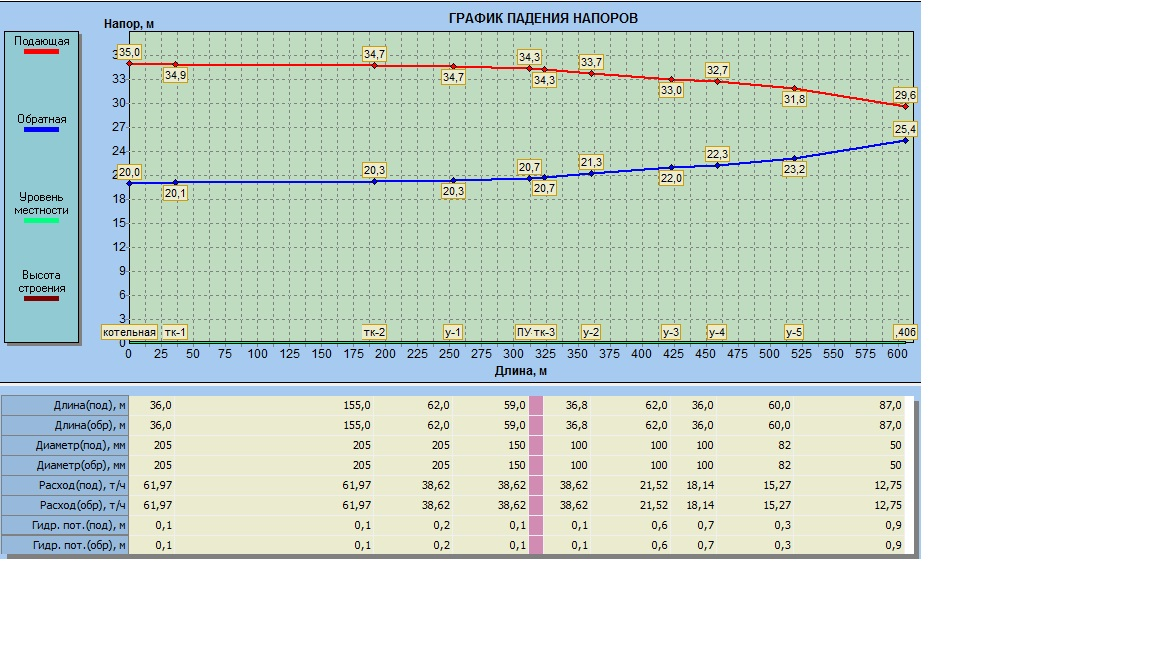 ГРАФИК ПАДЕНИЯ НАПОРОВ
Напор, м
Подающая
Обратная
Уровень
местности
Высота
строения
33
30
27
24
18
15
12
9
6
3
0
35,0
34,9
34,7
34,7
34,3
34,3
33,7
33,0
32,7
31,8
29,6
20,0
20,1
20,3
20,3
20,7
20,7
21,3
22,0
22,3
23,2
25,4
котельная тк-1 тк-2 у-1 ПУ тк-3 у-2 у-3 у-4 у-5 ,40б
0 25 50 75 100 125 150 175 200 225 250 275 300 325 350 375 400 425 450 475 500 525 550 575 600
Длина, м
Длина(под), м 36,0 155,0 62,0 59,0 36,8 62,0 36,0 60,0 87,0
Длина(обр), м 36,0 155,0 62,0 59,0 36,8 62,0 36,0 60,0 87,0
Диаметр(под), мм 205 205 205 150 100 100 100 82 50
Диаметр(обр), мм 205 205 205 150 100 100 100 82 50
Расход(под), т/ч 61,97 61,97 38,62 38,62 38,62 21,52 18,14 15,27 12,75
Расход(обр), т/ч 61,97 61,97 38,62 38,62 38,62 21,52 18,14 15,27 12,75
Гидр. пот.(под), м 0,1 0,1 0,2 0,1 0,1 0,6 0,7 0,3 0,9
Гидр. пот.(обр), м 0,1 0,1 0,2 0,1 0,1 0,6 0,7 0,3 0,9